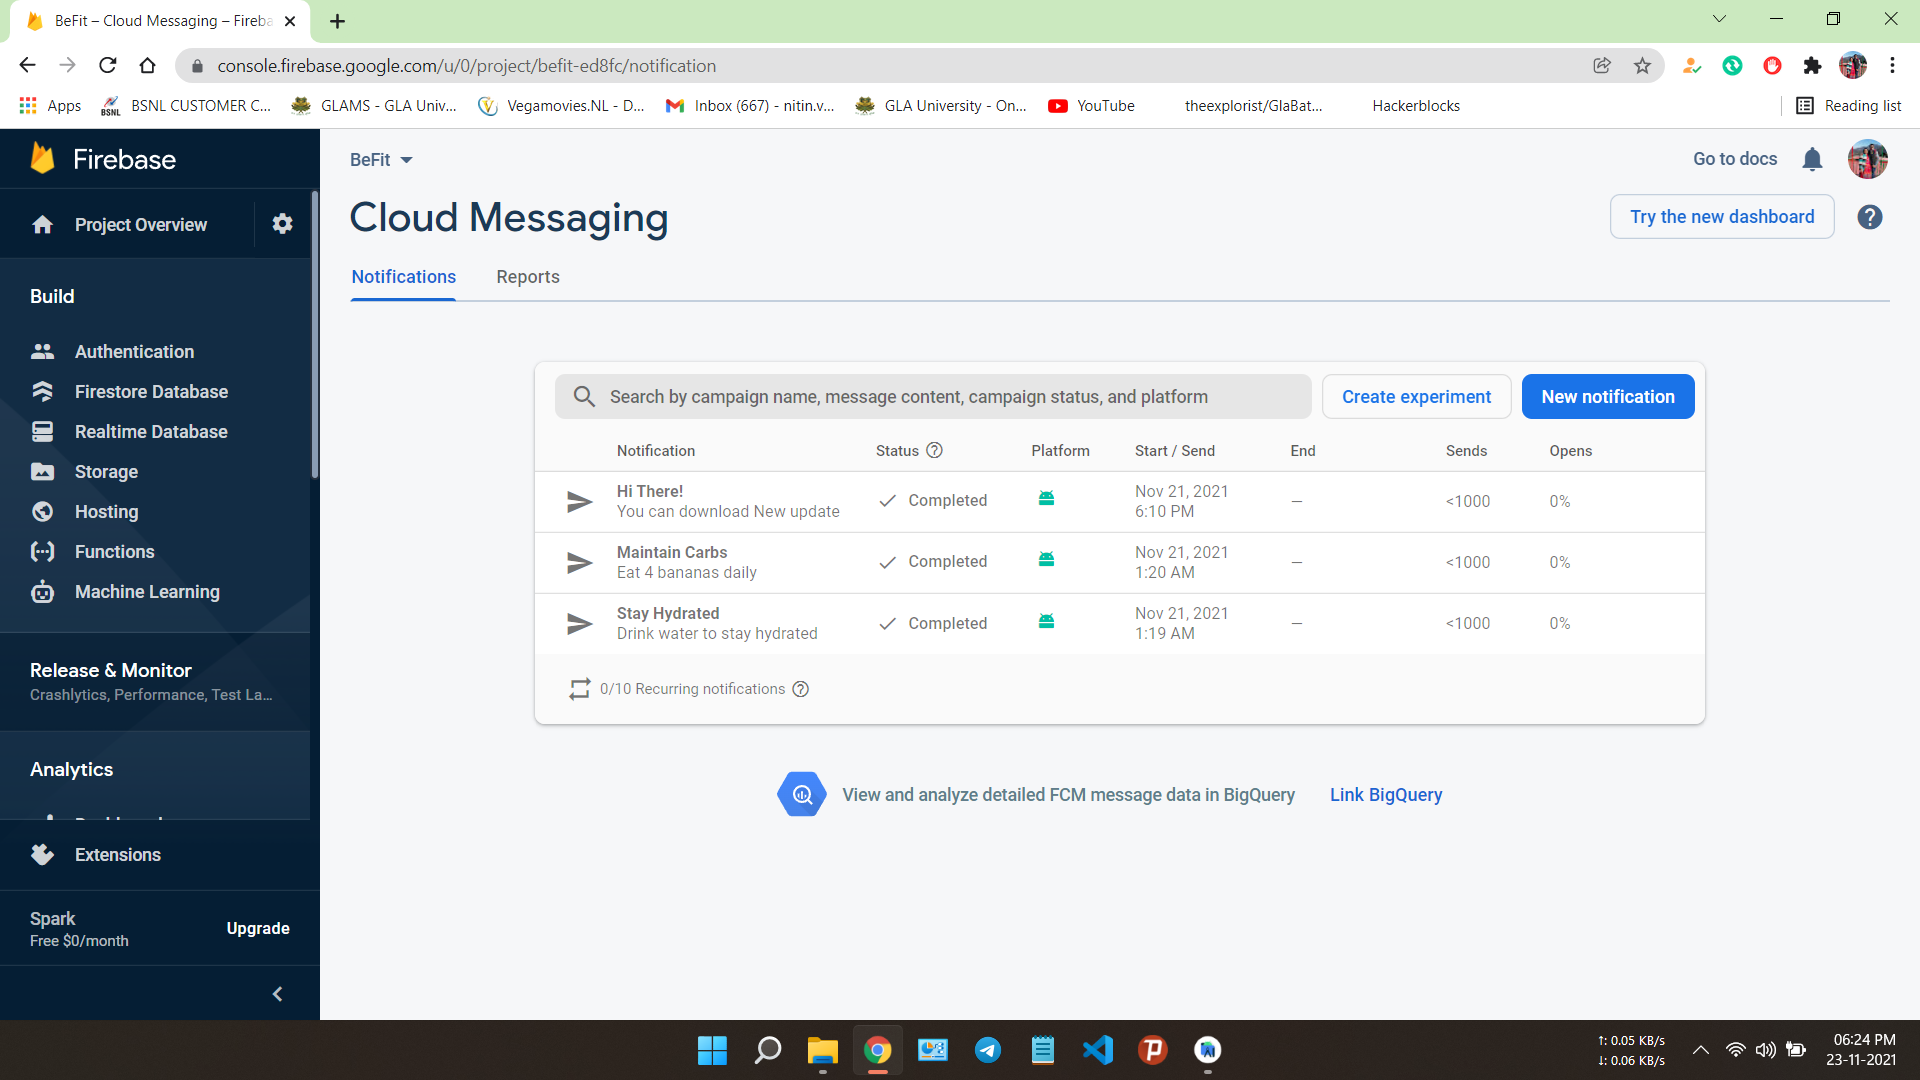 BeFit – Cloud Messaging – Fireba
console.firebase.google.com/u/0/project/befit-ed8fc/notification
Apps
BSNL
BSNL CUSTOMER C...
GLAMS - GLA Univ...
Vegamovies.NL - D...
Inbox (667) - nitin.v...
GLA University - On...
YouTube
theexplorist/GlaBat...
Hackerblocks
Reading list
Firebase
Project Overview
Build
Authentication
Firestore Database
Realtime Database
Storage
Hosting
Functions
Machine Learning
Release & Monitor
Crashlytics, Performance, Test La...
Analytics
Extensions
Spark
Free $0/month
Upgrade
BeFit
Go to docs
Cloud Messaging
Try the new dashboard
Notifications
Reports
Search by campaign name, message content, campaign status, and platform
Create experiment
New notification
Notification Status Platform Start / Send End Sends Opens
Hi There!
You can download New update
Completed
Nov 21, 2021
6:10 PM
—
<1000
0%
Maintain Carbs
Eat 4 bananas daily
Completed
Nov 21, 2021
1:20 AM
—
<1000
0%
Stay Hydrated
Drink water to stay hydrated
Completed
Nov 21, 2021
1:19 AM
—
<1000
0%
0/10 Recurring notifications
View and analyze detailed FCM message data in BigQuery
Link BigQuery
↑: 0.05 KB/s
↓: 0.06 KB/s
06:24 PM
23-11-2021